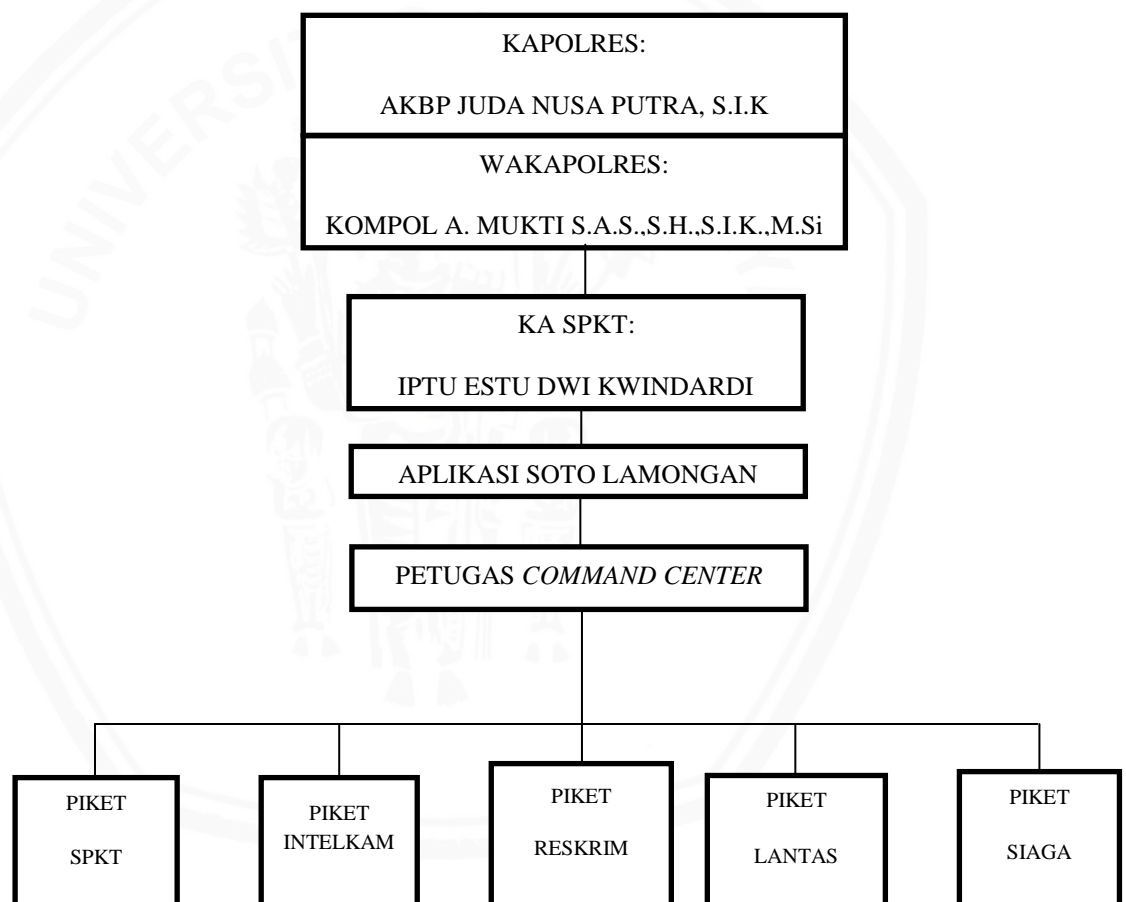 KAPOLRES:
AKBP JUDA NUSA PUTRA, S.I.K
WAKAPOLRES:
KOMPOL A. MUKTI S.A.S.,S.H.,S.I.K.,M.Si
KA SPKT:
IPTU ESTU DWI KWINDARDI
APLIKASI SOTO LAMONGAN
PETUGAS COMMAND CENTER
PIKET
SPKT
PIKET
INTELKAM
PIKET
RESKRIM
PIKET
LANTAS
PIKET
SIAGA